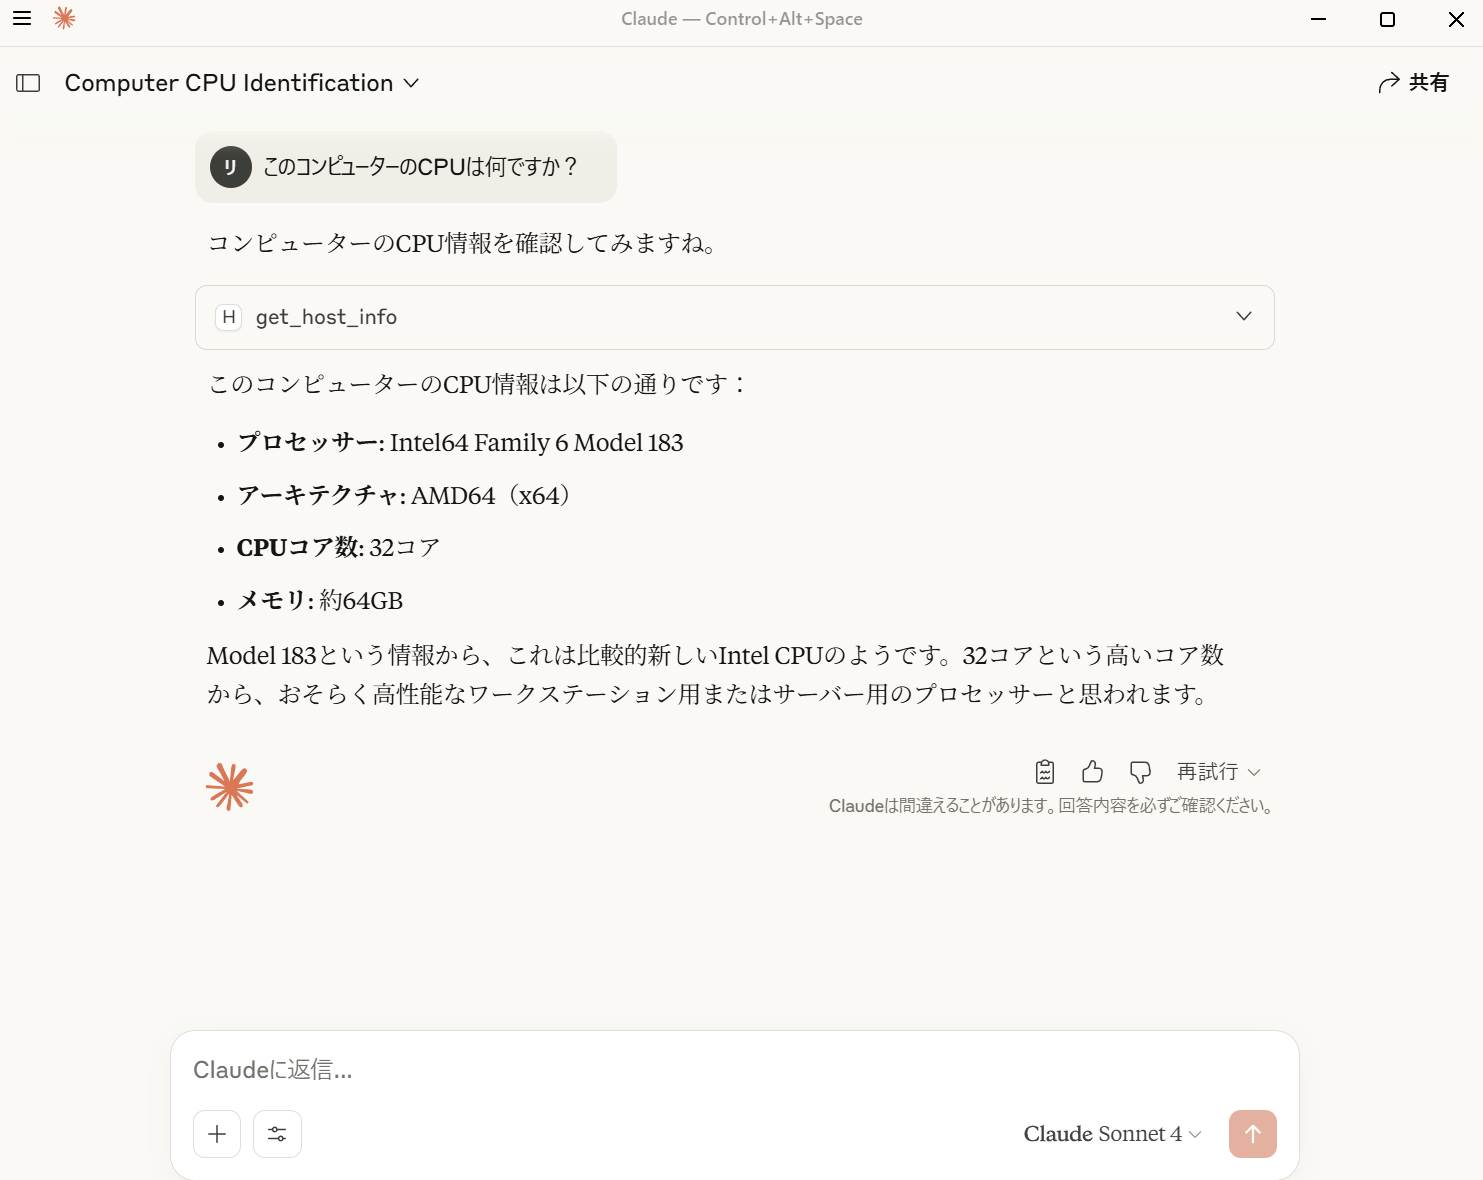 Claude — Control+Alt+Space
Computer CPU Identification
共有
リ このコンピューターのCPUは何ですか？
コンピューターのCPU情報を確認してみますね。
H get_host_info
このコンピューターのCPU情報は以下の通りです：
• プロセッサー: Intel64 Family 6 Model 183
• アーキテクチャ: AMD64（x64）
• CPUコア数: 32コア
• メモリ: 約64GB
Model 183という情報から、これは比較的新しいIntel CPUのようです。32コアという高いコア数
から、おそらく高性能なワークステーション用またはサーバー用のプロセッサーと思われます。
再試行
Claudeは間違えることがあります。回答内容を必ずご確認ください。
Claudeに返信...
Claude Sonnet 4